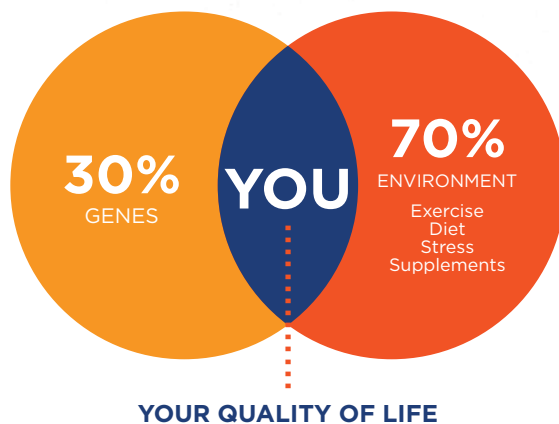 30%
GENES
YOU
70%
ENVIRONMENT
Exercise
Diet
Stress
Supplements
YOUR QUALITY OF LIFE